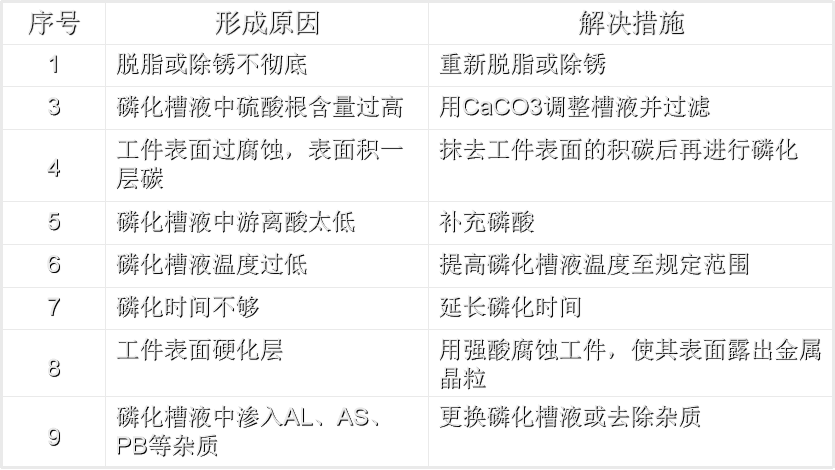 序号 形成原因 解决措施
1 脱脂或除锈不彻底 重新脱脂或除锈
3 磷化槽液中硫酸根含量过高 用CaCO3调整槽液并过滤
4 工件表面过腐蚀，表面积一 抹去工件表面的积碳后再进行磷化
层碳
5 磷化槽液中游离酸太低 补充磷酸
6 磷化槽液温度过低 提高磷化槽液温度至规定范围
7 磷化时间不够 延长磷化时间
8 工件表面硬化层 用强酸腐蚀工件，使其表面露出金属
晶粒
9 磷化槽液中渗入AL、AS、 更换磷化槽液或去除杂质
PB等杂质